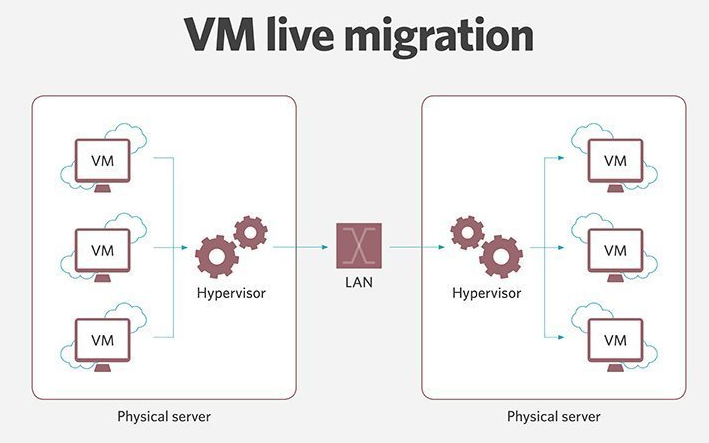 VM live migration
VM
VM
VM
Hypervisor
Physical server
LAN
Hypervisor
VM
VM
VM
Physical server